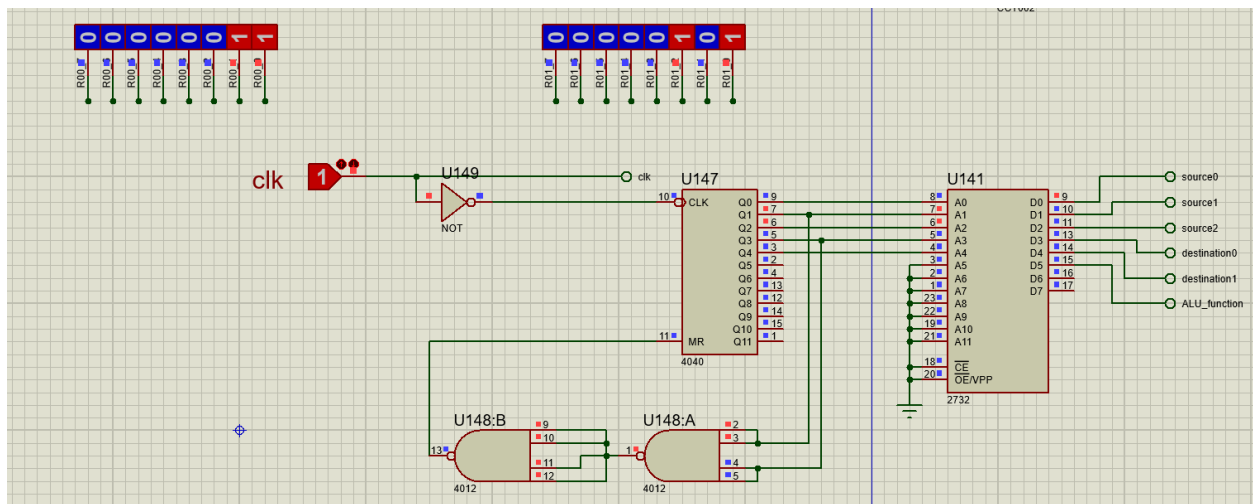 0 0 0 0 0 0 1 1
0 0 0 0 0 1 0 1
clk
1
U149
NOT
clk
U147
10 CLK
11 MR
Q0 9
Q1 7
Q2 6
Q3 5
Q4 3
Q5 2
Q6 4
Q7 13
Q8 12
Q9 14
Q10 15
Q11 1
4040
U141
8 A0
7 A1
6 A2
5 A3
4 A4
3 A5
2 A6
1 A7
23 A8
22 A9
19 A10
21 A11
18 CE
20 OE/VPP
D0 9
D1 10
D2 11
D3 13
D4 14
D5 15
D6 16
D7 17
2732
source0
source1
source2
destination0
destination1
ALU_function
U148:B
9
10
11
12
13
4012
U148:A
1
2
3
4
5
4012